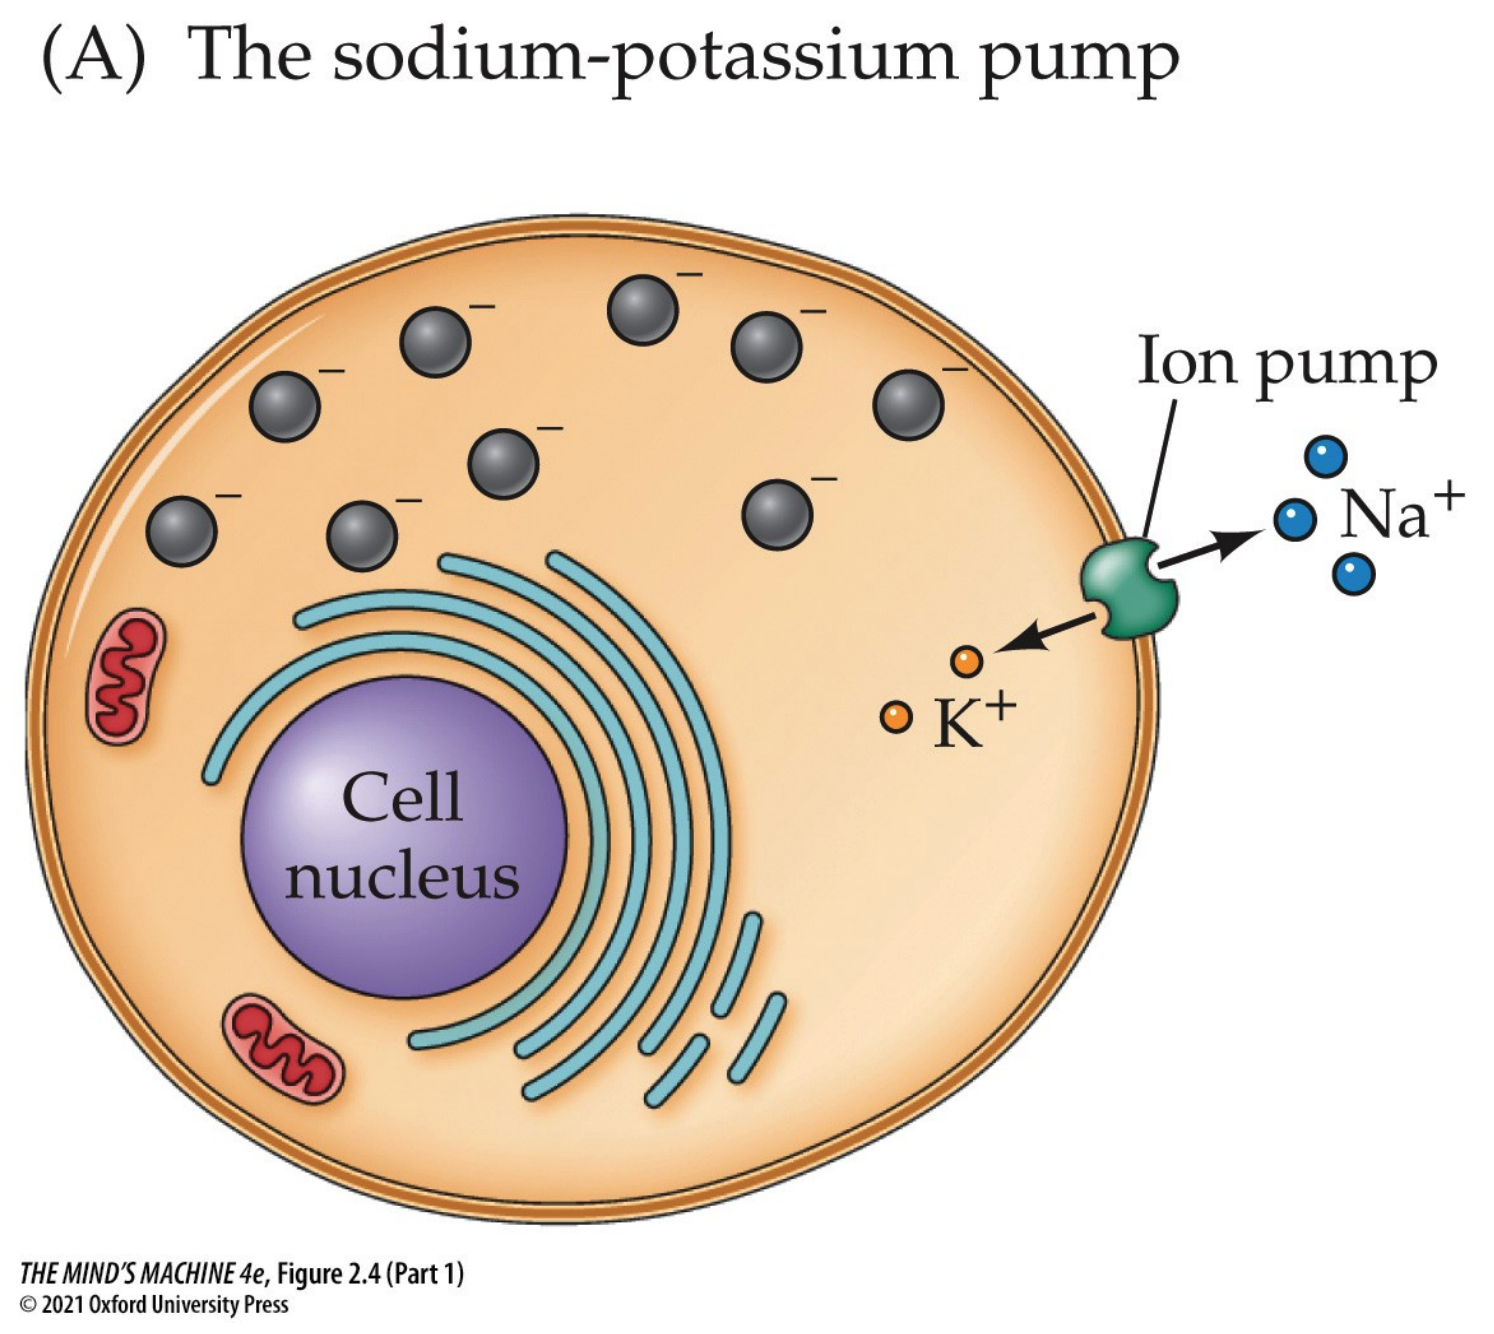 (A) The sodium-potassium pump
Ion pump
Na⁺
K⁺
Cell
nucleus
THE MIND'S MACHINE 4e, Figure 2.4 (Part 1)
© 2021 Oxford University Press